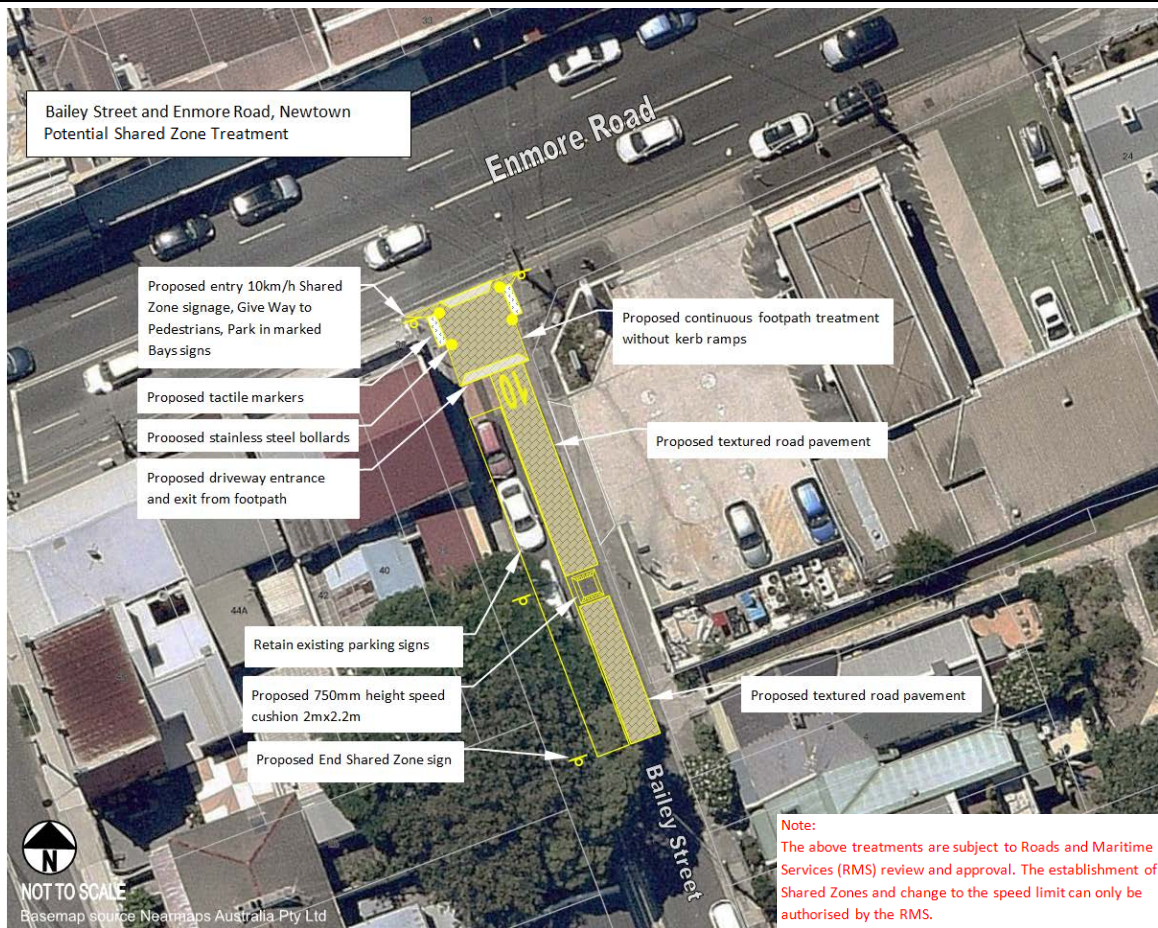 33
Bailey Street and Enmore Road, Newtown
Potential Shared Zone Treatment
Enmore Road
24
Proposed entry 10km/h Shared
Zone signage, Give Way to
Pedestrians, Park in marked
Bays signs
Proposed continuous footpath treatment
without kerb ramps
Proposed tactile markers
Proposed stainless steel bollards
10
Proposed textured road pavement
Proposed driveway entrance
and exit from footpath
40
42
44A
Retain existing parking signs
Proposed 750mm height speed
cushion 2mx2.2m
Proposed textured road pavement
Proposed End Shared Zone sign
Bailey Street
N
NOT TO SCALE
Basemap source Nearmaps Australia Pty Ltd
Note:
The above treatments are subject to Roads and Maritime
Services (RMS) review and approval. The establishment of
Shared Zones and change to the speed limit can only be
authorised by the RMS.